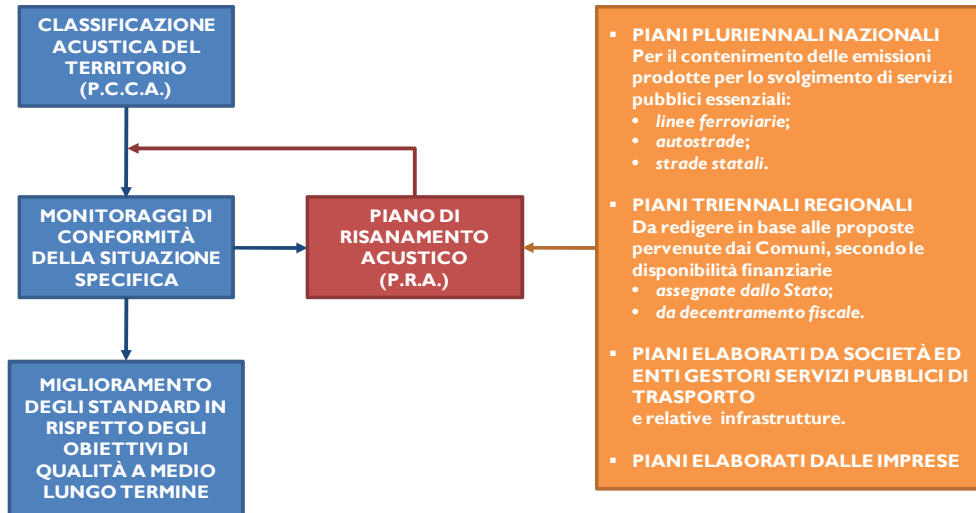 CLASSIFICAZIONE
ACUSTICA DEL
TERRITORIO
(P.C.C.A.)
MONITORAGGI DI
CONFORMITÀ
DELLA SITUAZIONE
SPECIFICA
MIGLIORAMENTO
DEGLI STANDARD IN
RISPETTO DEGLI
OBIETTIVI DI
QUALITÀ A MEDIO
LUNGO TERMINE
PIANO DI
RISANAMENTO
ACUSTICO
(P.R.A.)
▪ PIANI PLURIENNALI NAZIONALI
Per il contenimento delle emissioni
prodotte per lo svolgimento di servizi
pubblici essenziali:
• linee ferroviarie;
• autostrade;
• strade statali.
▪ PIANI TRIENNALI REGIONALI
Da redigere in base alle proposte
pervenute dai Comuni, secondo le
disponibilità finanziarie
• assegnate dallo Stato;
• da decentramento fiscale.
▪ PIANI ELABORATI DA SOCIETÀ ED
ENTI GESTORI SERVIZI PUBBLICI DI
TRASPORTO
e relative infrastrutture.
▪ PIANI ELABORATI DALLE IMPRESE